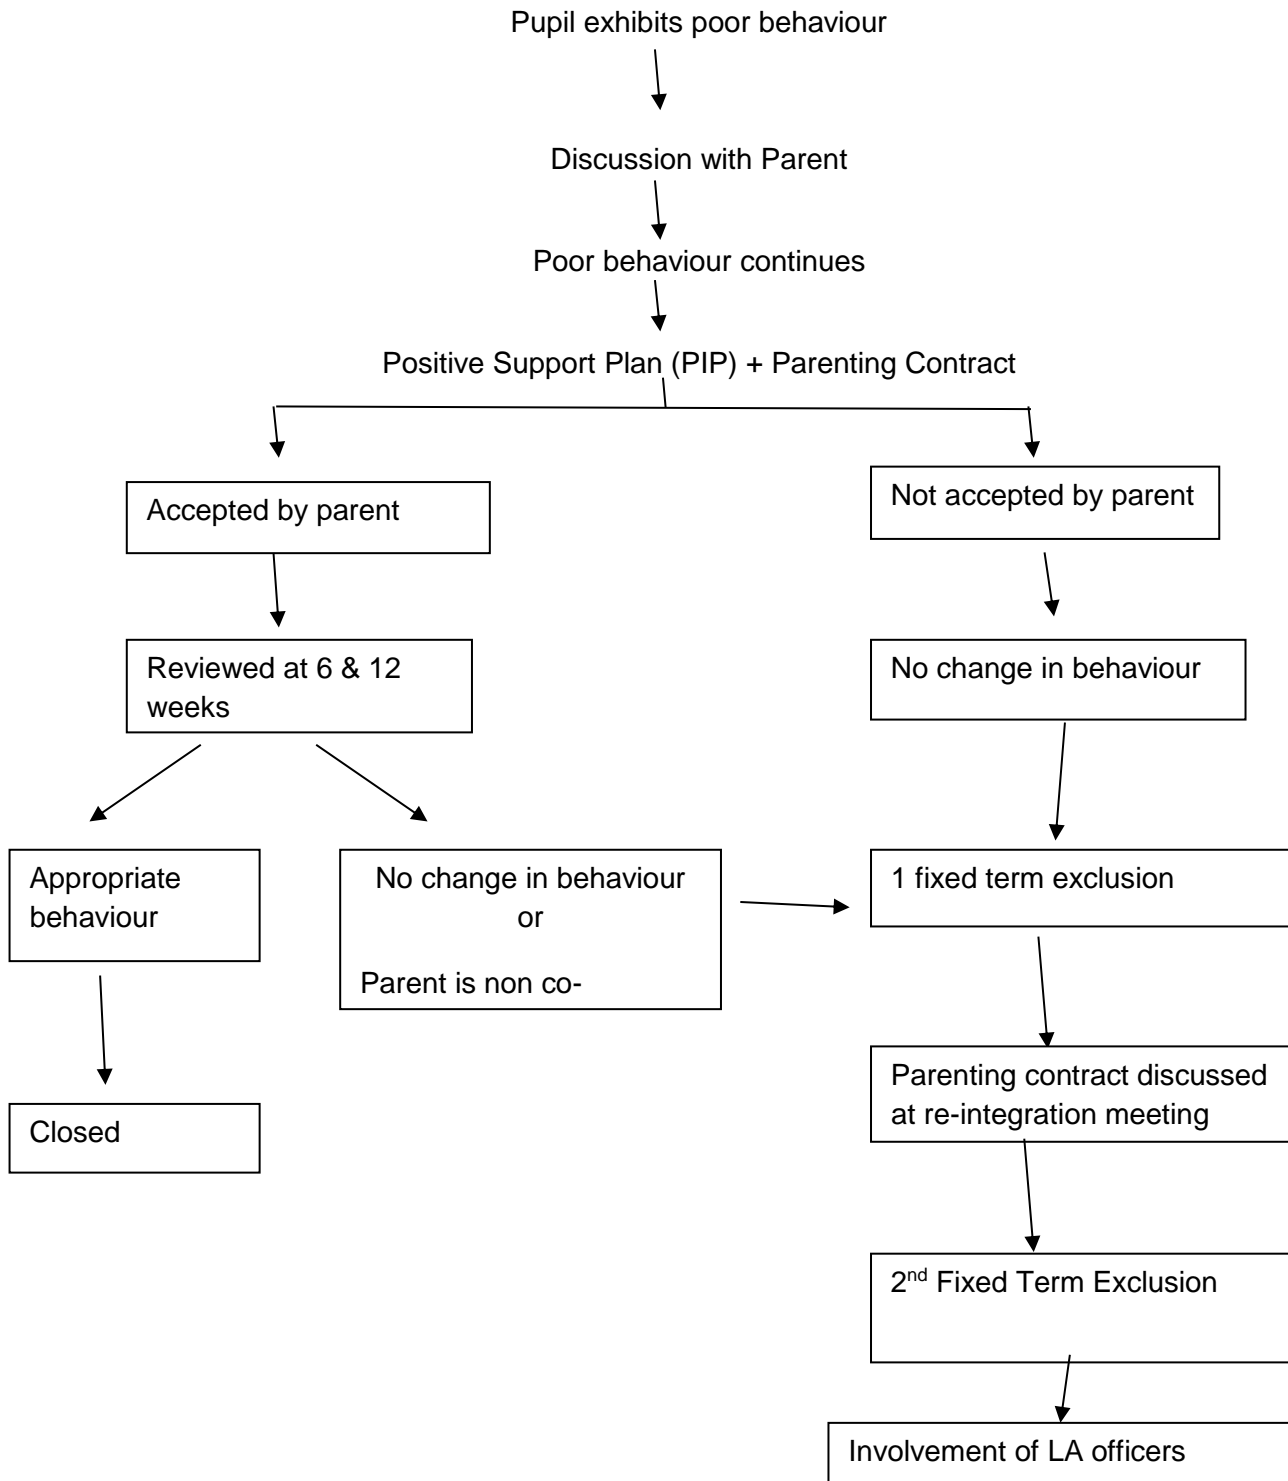 Pupil exhibits poor behaviour
Discussion with Parent
Poor behaviour continues
Positive Support Plan (PIP) + Parenting Contract
Accepted by parent
Not accepted by parent
Reviewed at 6 & 12
weeks
No change in behaviour
Appropriate
behaviour
No change in behaviour
or
Parent is non co-
1 fixed term exclusion
Closed
Parenting contract discussed
at re-integration meeting
2nd Fixed Term Exclusion
Involvement of LA officers